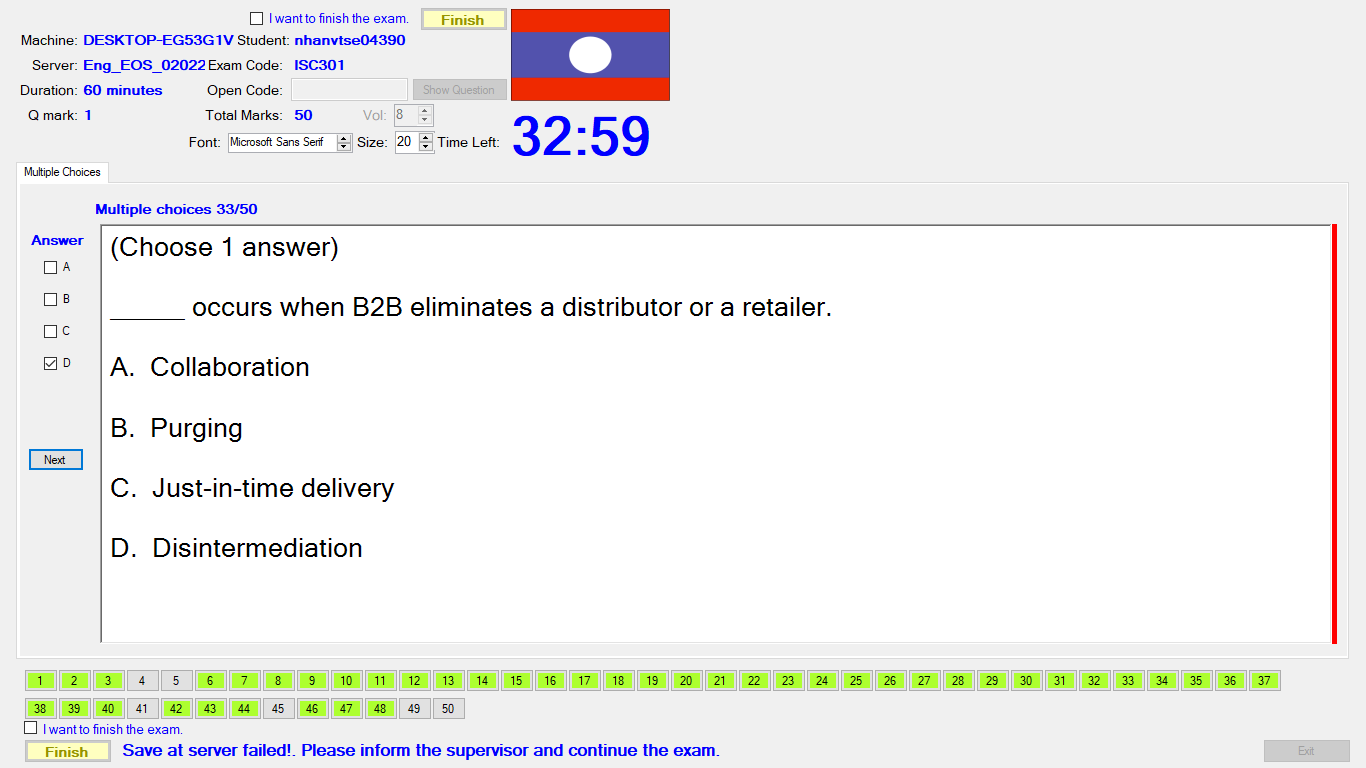 I want to finish the exam. Finish
Machine: DESKTOP-EG53G1V Student: nhanvtse04390
Server: Eng_EOS_02022 Exam Code: ISC301
Duration: 60 minutes Open Code: Show Question
Q mark: 1 Total Marks: 50 Vol: 8
Font: Microsoft Sans Serif Size: 20 Time Left: 32:59
Multiple Choices
Multiple choices 33/50
Answer
A
B
C
D
Next
(Choose 1 answer)
_____ occurs when B2B eliminates a distributor or a retailer.
A. Collaboration
B. Purging
C. Just-in-time delivery
D. Disintermediation
1 2 3 4 5 6 7 8 9 10 11 12 13 14 15 16 17 18 19 20 21 22 23 24 25 26 27 28 29 30 31 32 33 34 35 36 37
38 39 40 41 42 43 44 45 46 47 48 49 50
I want to finish the exam.
Finish Save at server failed!. Please inform the supervisor and continue the exam. Exit